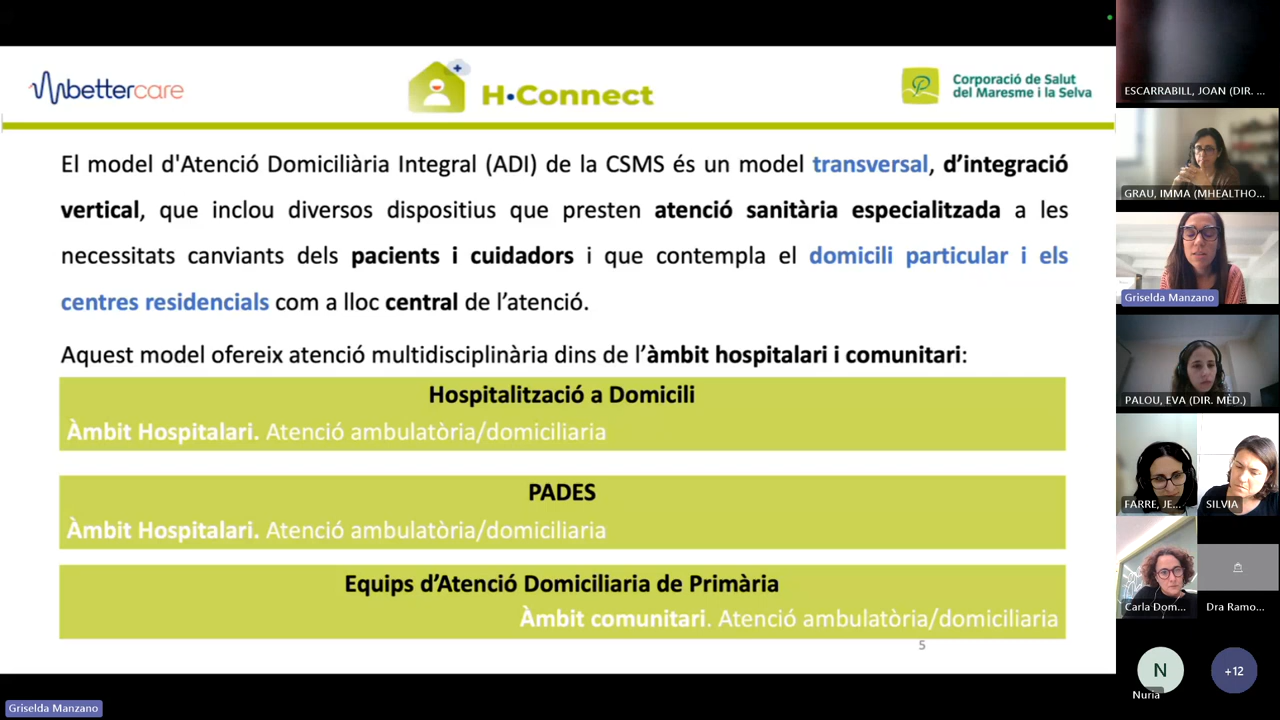 bettercare
H·Connect
Corporació de Salut
del Maresme i la Selva
El model d'Atenció Domiciliària Integral (ADI) de la CSMS és un model transversal, d'integració
vertical, que inclou diversos dispositius que presten atenció sanitària especialitzada a les
necessitats canviants dels pacients i cuidadors i que contempla el domicili particular i els
centres residencials com a lloc central de l'atenció.
Aquest model ofereix atenció multidisciplinària dins de l'àmbit hospitalari i comunitari:
Hospitalització a Domicili
Àmbit Hospitalari. Atenció ambulatòria/domiciliaria
PADES
Àmbit Hospitalari. Atenció ambulatòria/domiciliaria
Equips d'Atenció Domiciliaria de Primària
Àmbit comunitari. Atenció ambulatòria/domiciliaria
5
Griselda Manzano
ESCARRABILL, JOAN (DIR. ...
GRAU, IMMA (MHEALTHO...
Griselda Manzano
PALOU, EVA (DIR. MÈD.)
FARRE, JE...
SILVIA
Carla Dom...
Dra Ramo...
N
Nuria
+12